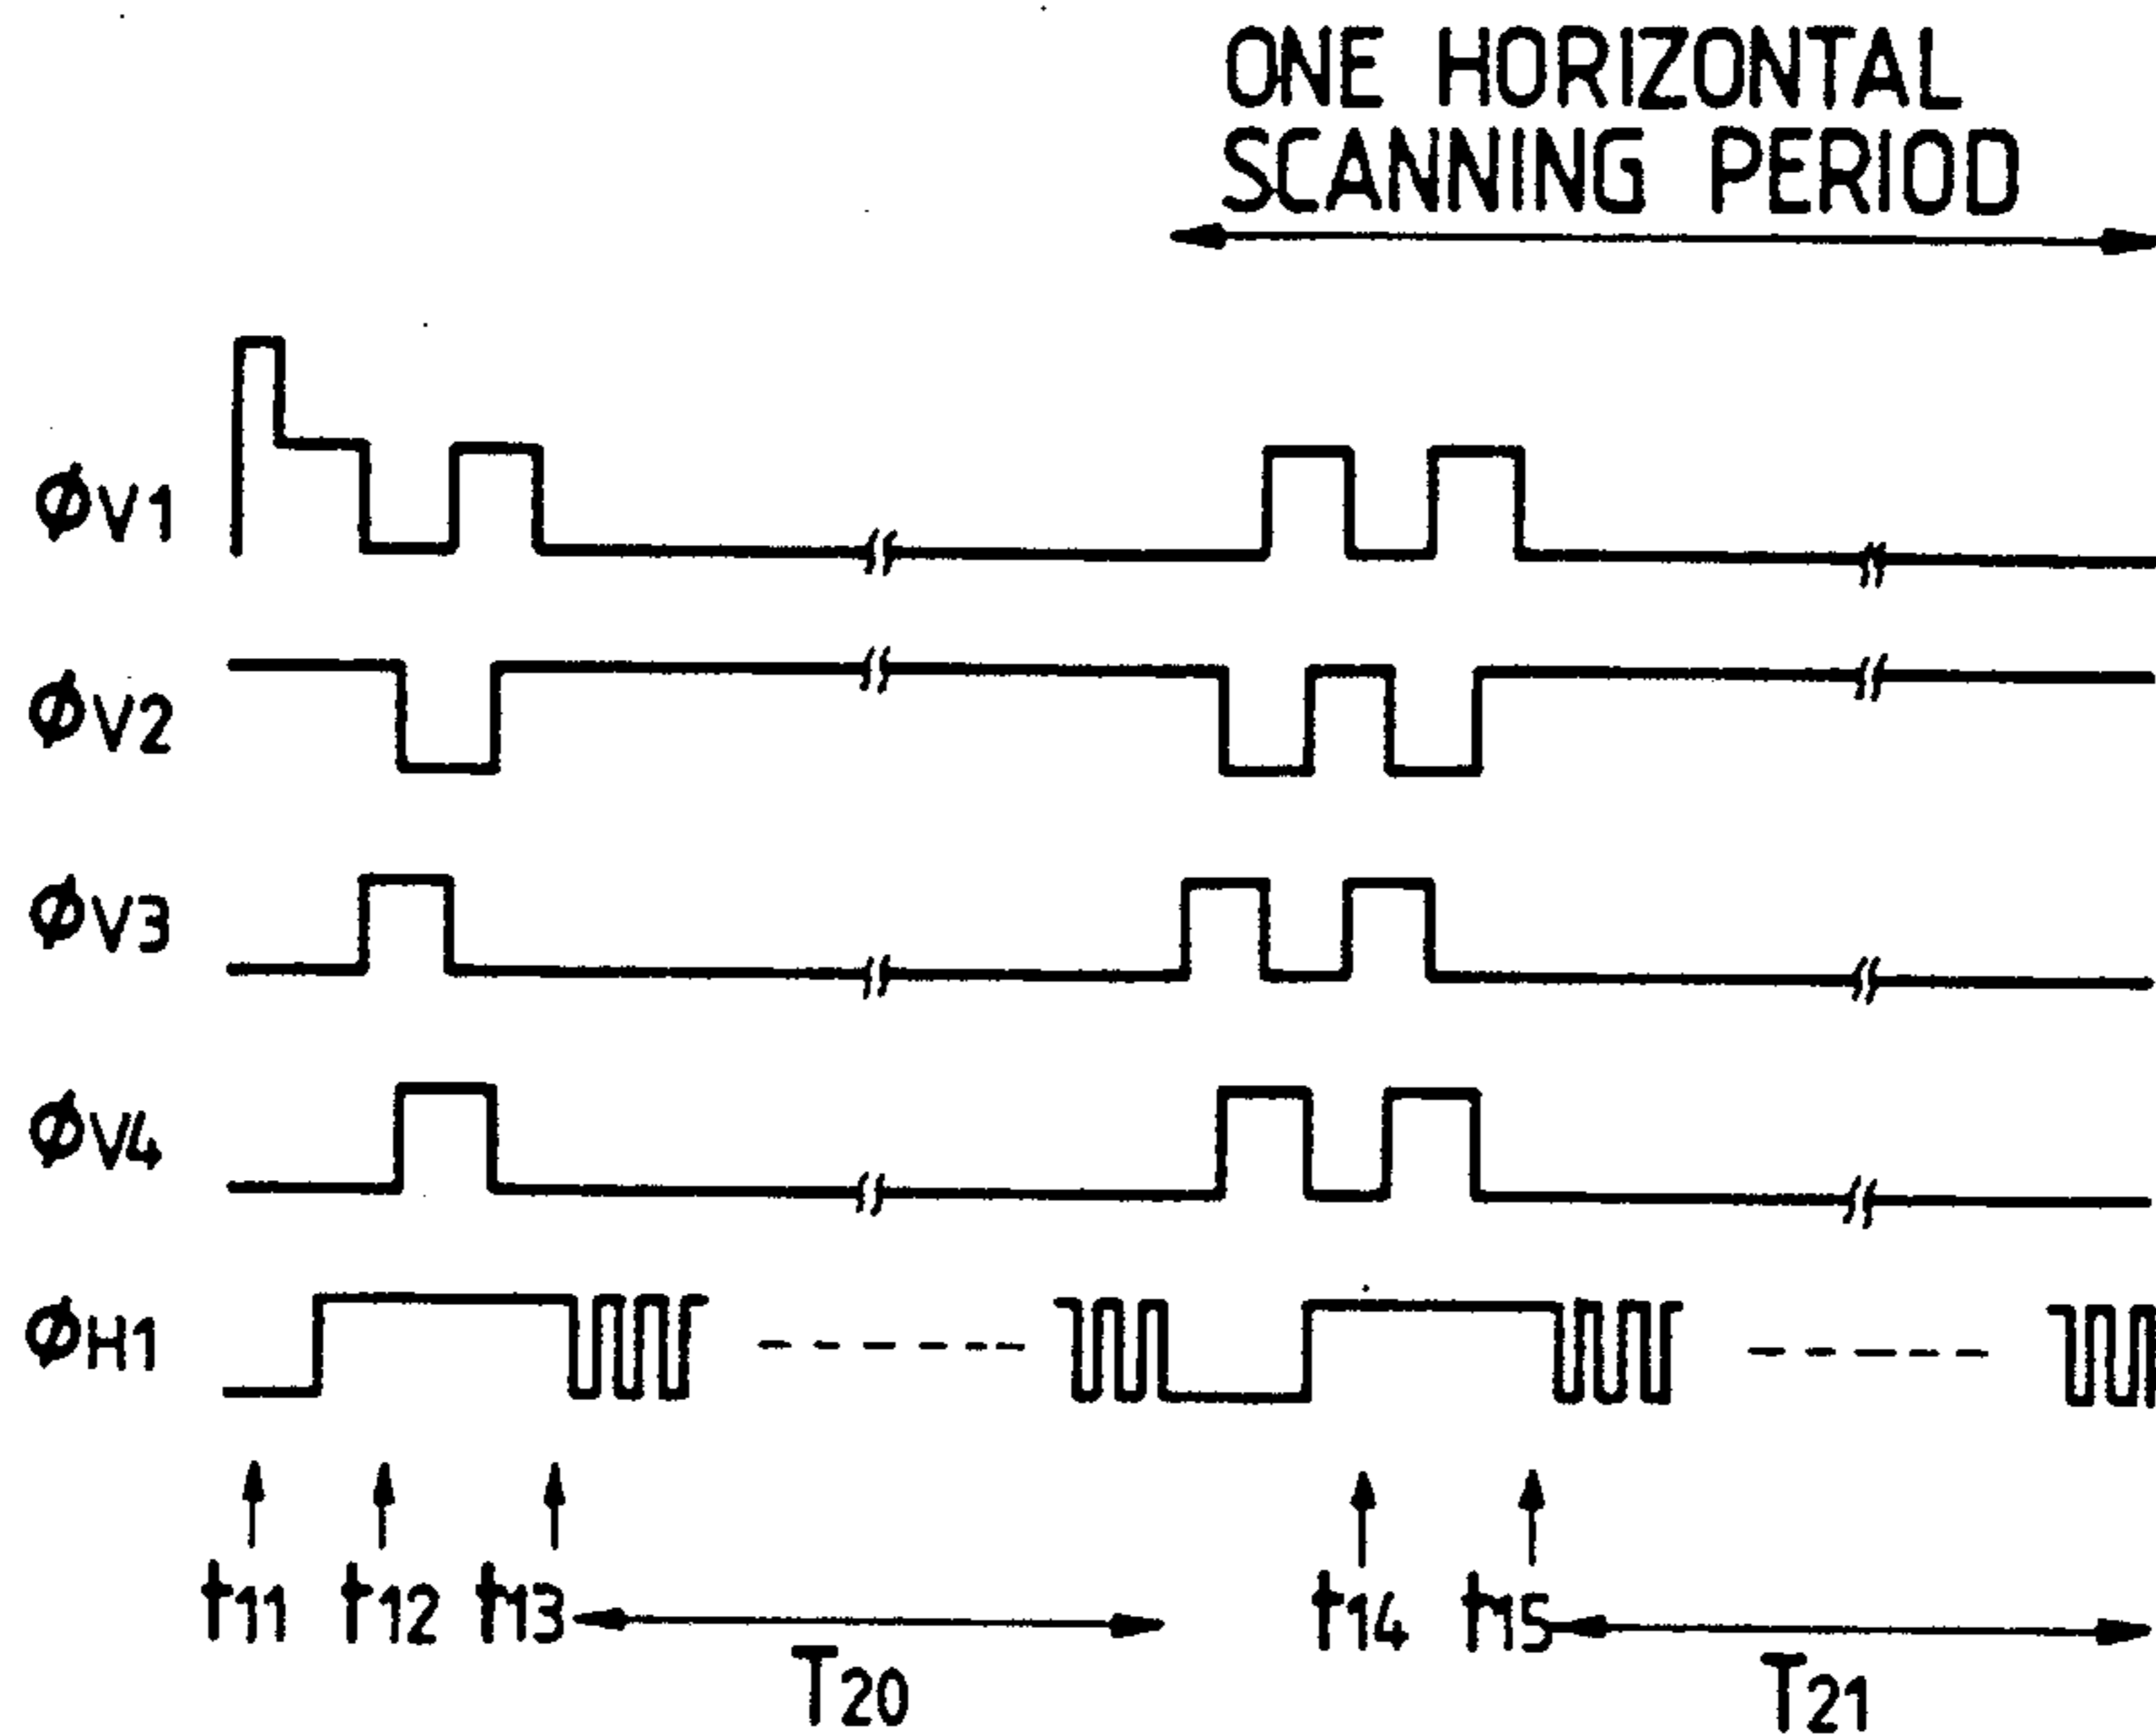 ONE HORIZONTAL
SCANNING PERIOD
ϕV1
ϕV2
ϕV3
ϕV4
ϕH1
t11 t12 t13 t14 t15
T20 T21